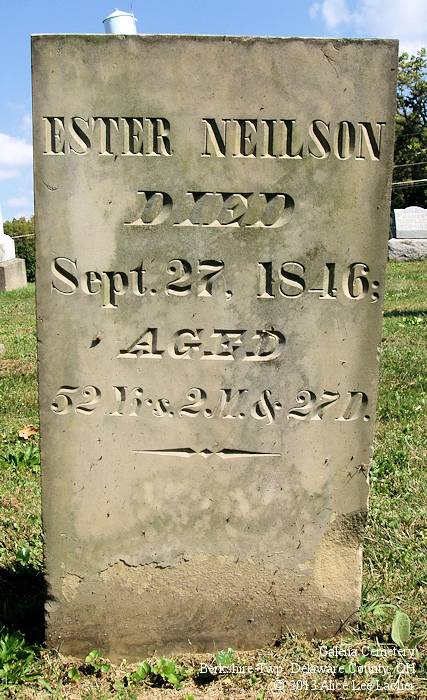 ESTER NEILSON
DIED
Sept. 27, 1846;
AGED
52 Yrs. 2. M. & 27 D.
Galena Cemetery
Berkshire Twp, Delaware County, OH
© 2013 Alice Lee Lacher